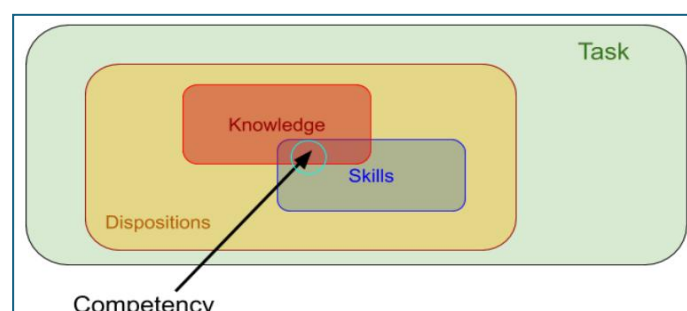 Task
Knowledge
Skills
Dispositions
Competency